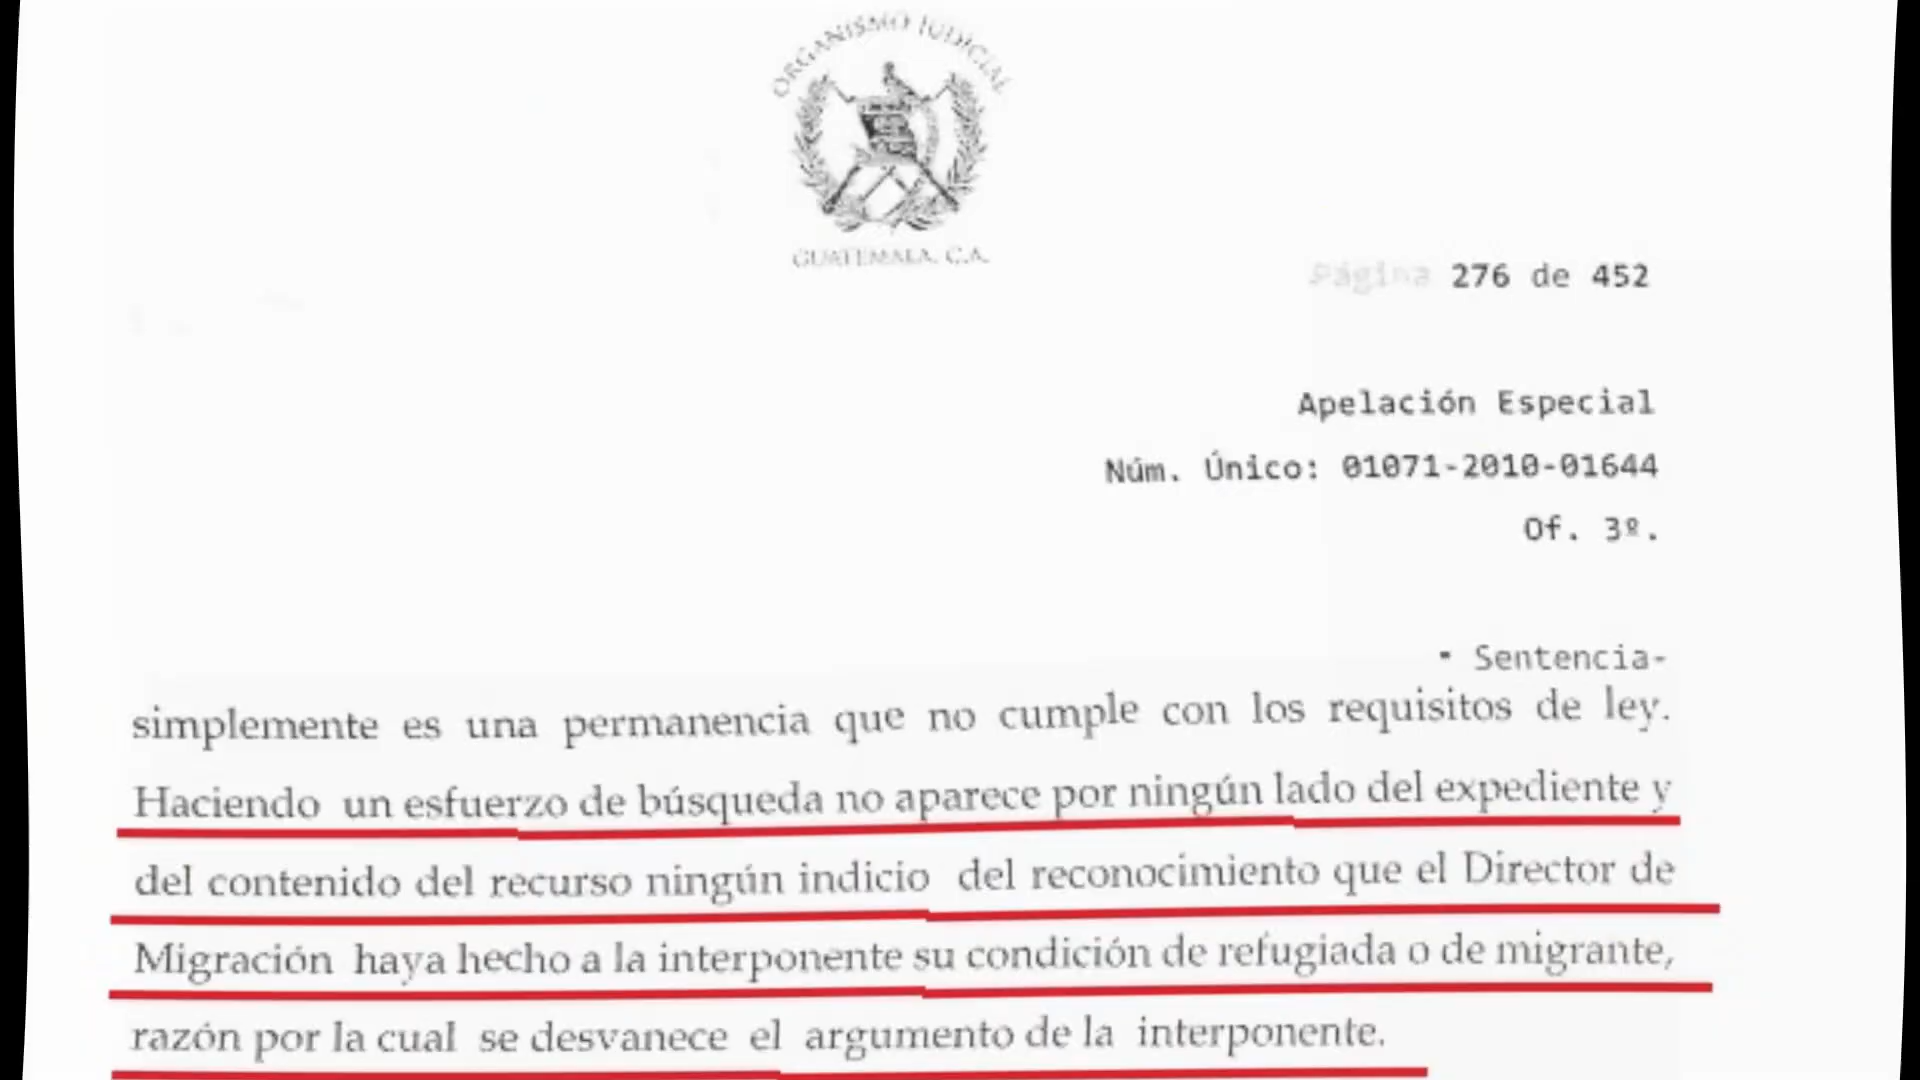 ORGANISMO JUDICIAL
GUATEMALA, C.A.
Página 276 de 452
Apelación Especial
Núm. Único: 01071-2010-01644
Of. 3º.
- Sentencia-
simplemente es una permanencia que no cumple con los requisitos de ley.
Haciendo un esfuerzo de búsqueda no aparece por ningún lado del expediente y
del contenido del recurso ningún indicio del reconocimiento que el Director de
Migración haya hecho a la interponente su condición de refugiada o de migrante,
razón por la cual se desvanece el argumento de la interponente.